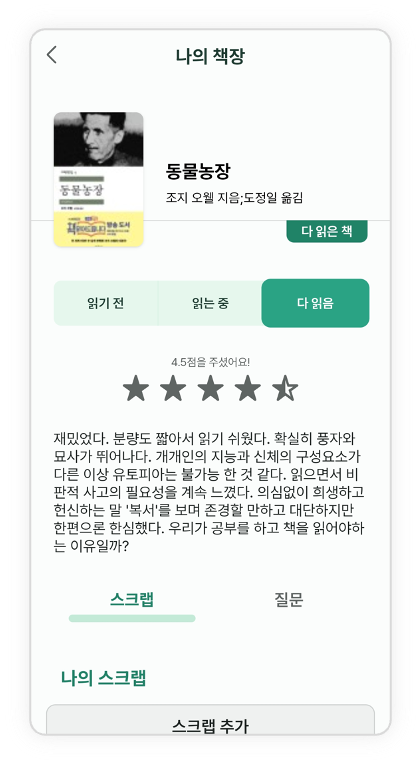 나의 책장
동물농장
동물농장
조지 오웰 지음;도정일 옮김
다 읽은 책
읽기 전
읽는 중
다 읽음
4.5점을 주셨어요!
재밌었다. 분량도 짧아서 읽기 쉬웠다. 확실히 풍자와
묘사가 뛰어나다. 개개인의 지능과 신체의 구성요소가
다른 이상 유토피아는 불가능 한 것 같다. 읽으면서 비
판적 사고의 필요성을 계속 느꼈다. 의심없이 희생하고
헌신하는 말 '복서'를 보며 존경할 만하고 대단하지만
한편으론 한심했다. 우리가 공부를 하고 책을 읽어야하
는 이유일까?
스크랩
질문
나의 스크랩
스크랩 추가